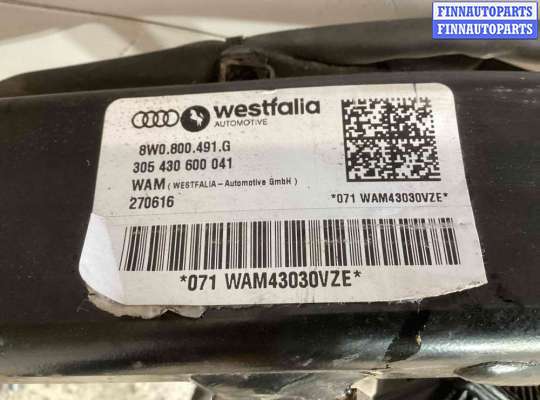 FINNAUTOPARTS
FINNAUTOPARTS
westfalia
AUTOMOTIVE
8W0.800.491.G
305 430 600 041
WAM ( WESTFALIA - Automotive GmbH )
270616
*071 WAM43030VZE*
*071 WAM43030VZE*